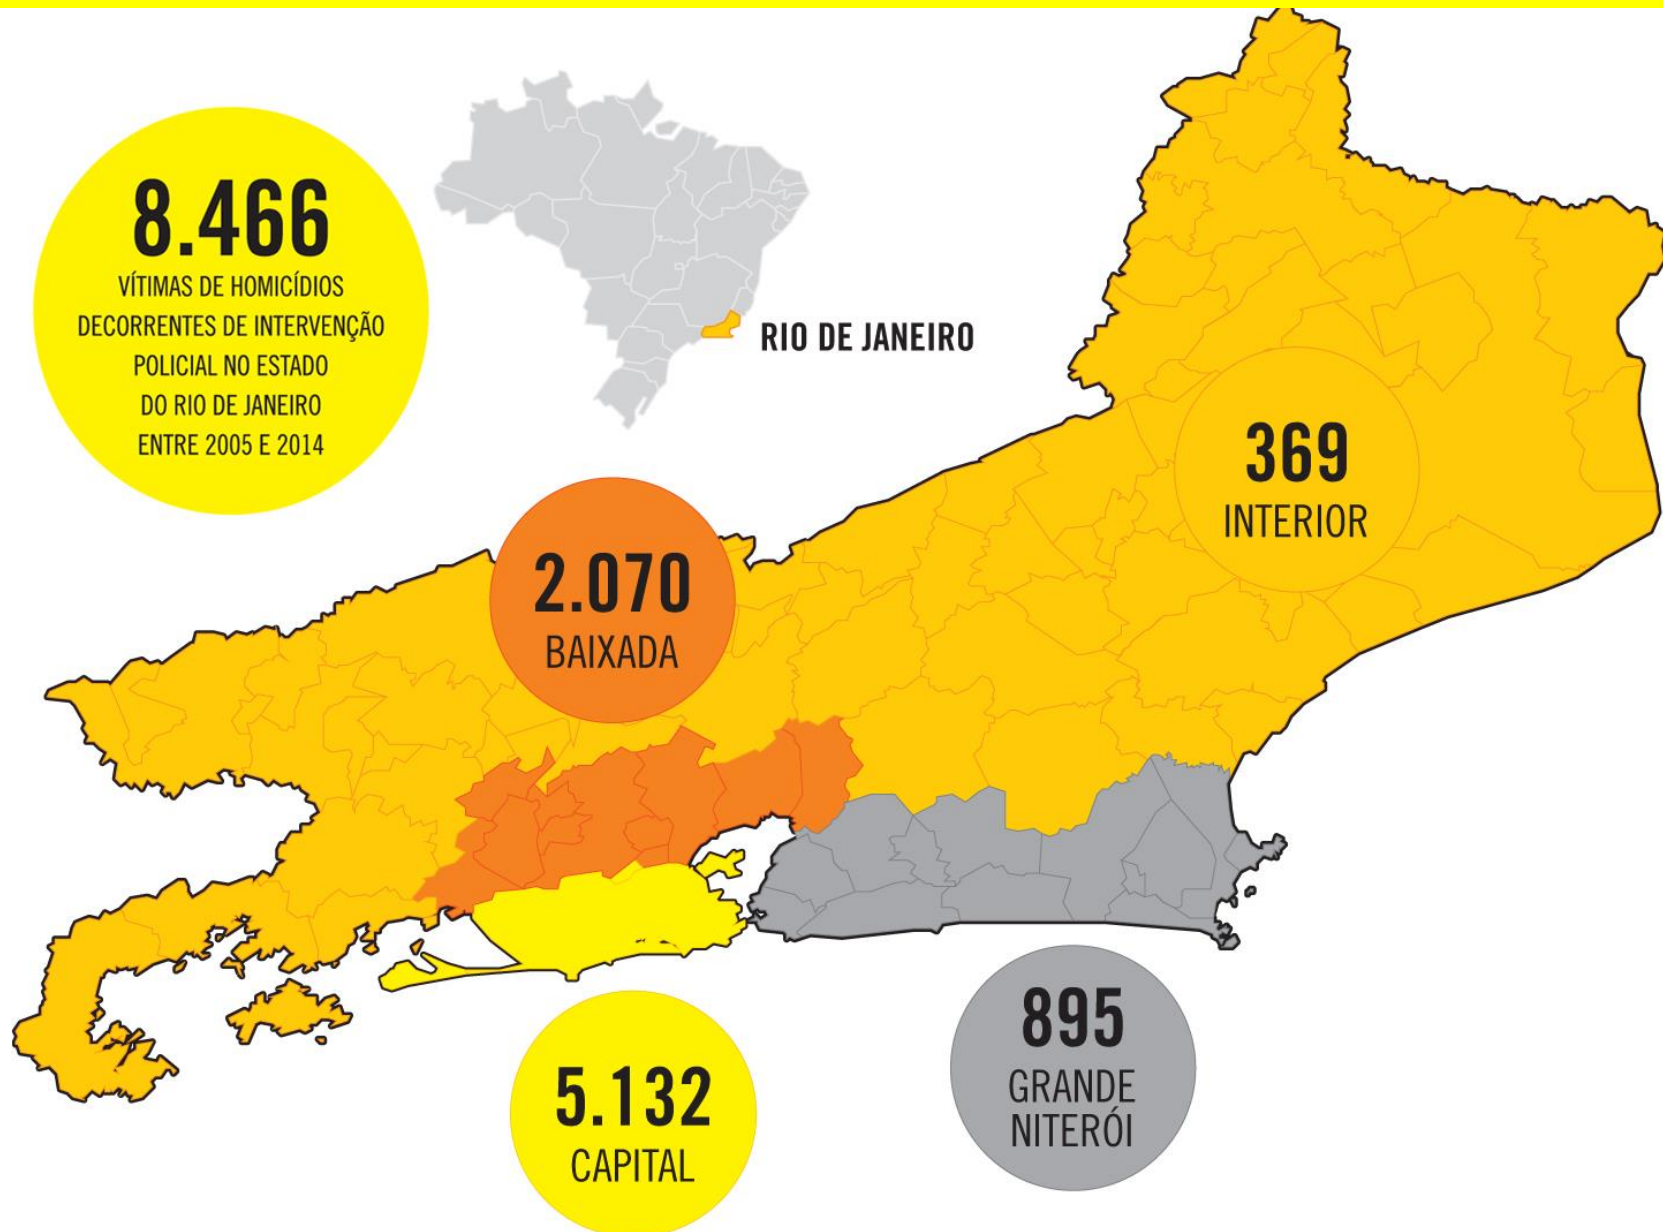 8.466
VÍTIMAS DE HOMICÍDIOS
DECORRENTES DE INTERVENÇÃO
POLICIAL NO ESTADO
DO RIO DE JANEIRO
ENTRE 2005 E 2014
RIO DE JANEIRO
369
INTERIOR
2.070
BAIXADA
5.132
CAPITAL
895
GRANDE
NITERÓI